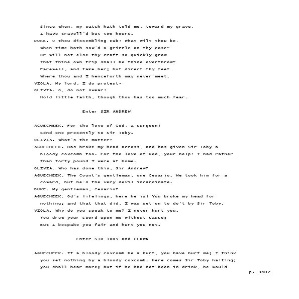 Since when, my watch hath told me, toward my grave,
I have travell'd but two hours.
DUKE. O thou dissembling cub! What wilt thou be,
When time hath sow'd a grizzle on thy case?
Or will not else thy craft so quickly grow
That thine own trip shall be thine overthrow?
Farewell, and take her; but direct thy feet
Where thou and I henceforth may never meet.
VIOLA. My lord, I do protest-
OLIVIA. O, do not swear!
Hold little faith, though thou has too much fear.
Enter SIR ANDREW
AGUECHEEK. For the love of God, a surgeon!
Send one presently to Sir Toby.
OLIVIA. What's the matter?
AGUECHEEK. Has broke my head across, and has given Sir Toby a
bloody coxcomb too. For the love of God, your help! I had rather
than forty pound I were at home.
OLIVIA. Who has done this, Sir Andrew?
AGUECHEEK. The Count's gentleman, one Cesario. We took him for a
coward, but he's the very devil incardinate.
DUKE. My gentleman, Cesario?
AGUECHEEK. Od's lifelings, here he is! You broke my head for
nothing; and that that I did, I was set on to do't by Sir Toby.
VIOLA. Why do you speak to me? I never hurt you.
You drew your sword upon me without cause;
But I bespake you fair and hurt you not.
Enter SIR TOBY and CLOWN
AGUECHEEK. If a bloody coxcomb be a hurt, you have hurt me; I think
you set nothing by a bloody coxcomb. Here comes Sir Toby halting;
you shall hear more; but if he had not been in drink, he would